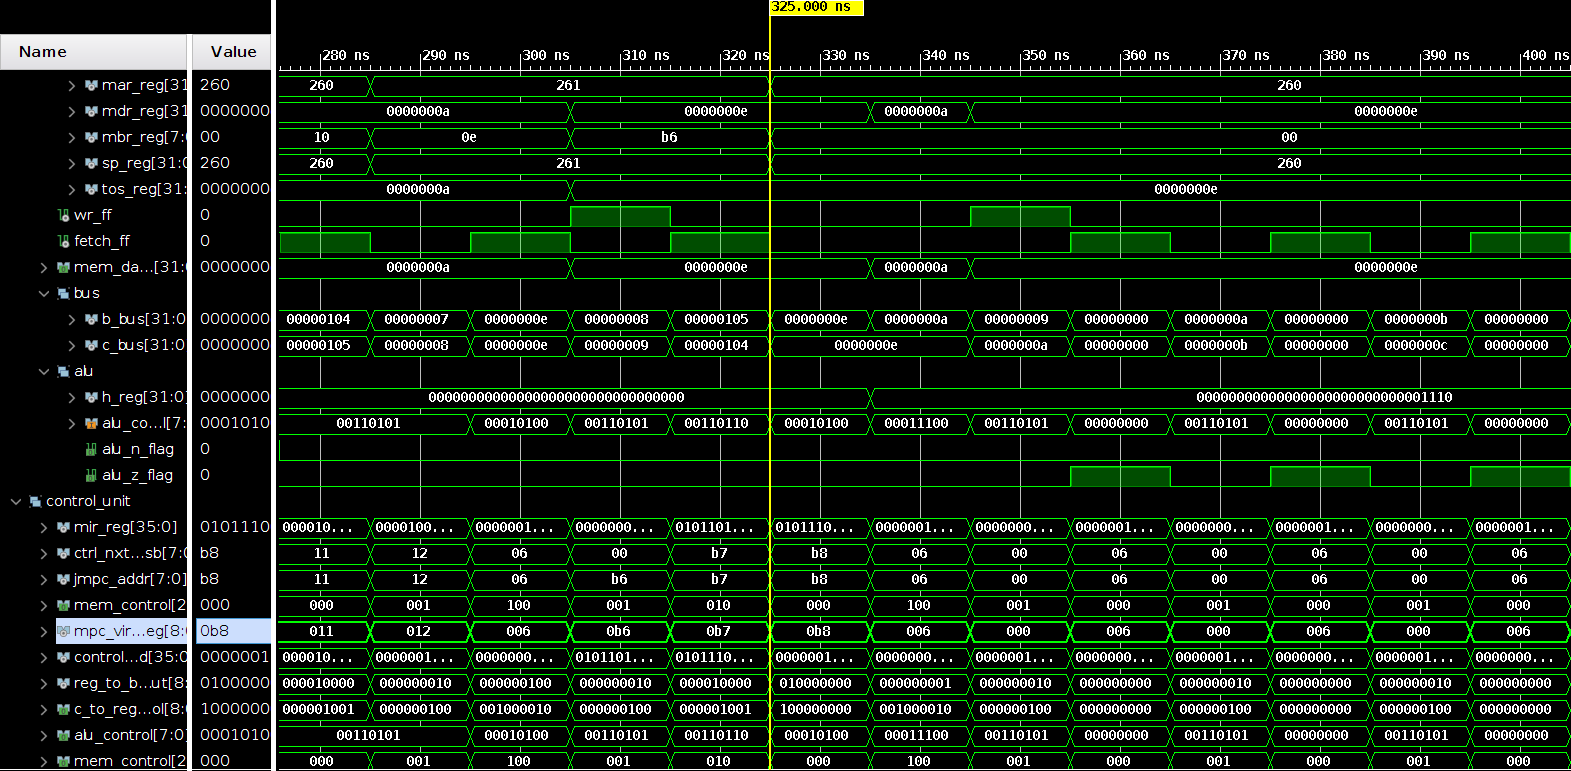 325.000 ns
Name Value 280 ns 290 ns 300 ns 310 ns 320 ns 330 ns 340 ns 350 ns 360 ns 370 ns 380 ns 390 ns 400 ns
mar_reg[31 260 260 261 260
mdr_reg[31 0000000 0000000a 0000000e 0000000a 0000000e
mbr_reg[7: 00 10 0e b6 00
sp_reg[31:0 260 260 261 260
tos_reg[31: 0000000 0000000a 0000000e
wr_ff 0
fetch_ff 0
mem_da...[31: 0000000 0000000a 0000000e 0000000a 0000000e
bus
b_bus[31:0 0000000 00000104 00000007 0000000e 00000008 00000105 0000000e 0000000a 00000009 00000000 0000000a 00000000 0000000b 00000000
c_bus[31:0 0000000 00000105 00000008 0000000e 00000009 00000104 0000000e 0000000a 00000000 0000000b 00000000 0000000c 00000000
alu
h_reg[31:0] 0000000 00000000000000000000000000000000 00000000000000000000000000001110
alu_co...l[7: 0001010 00110101 00010100 00110101 00110110 00010100 00011100 00110101 00000000 00110101 00000000 00110101 00000000
alu_n_flag 0
alu_z_flag 0
control_unit
mir_reg[35:0] 0101110 000010... 0000100... 0000001... 0000000... 0101101... 0101110... 0000001... 0000000... 0000001... 0000000... 0000001... 0000000... 0000001...
ctrl_nxt...sb[7:0 b8 11 12 06 00 b7 b8 06 00 06 00 06 00 06
jmpc_addr[7:0] b8 11 12 06 b6 b7 b8 06 00 06 00 06 00 06
mem_control[2 000 000 001 100 001 010 000 100 001 000 001 000 001 000
mpc_vir...eg[8: 0b8 011 012 006 0b6 0b7 0b8 006 000 006 000 006 000 006
control...d[35:0 0000001 000010... 0000001... 0000000... 0101101... 0101110... 0000001... 0000000... 0000001... 0000000... 0000001... 0000000... 0000001... 0000000...
reg_to_b...ut[8: 0100000 000010000 000000010 000000100 000000010 000010000 010000000 000000001 000000010 000000000 000000010 000000000 000000010 000000000
c_to_reg...ol[8: 1000000 000001001 000000100 001000010 000000100 000001001 100000000 001000010 000000100 000000000 000000100 000000000 000000100 000000000
alu_control[7:0] 0001010 00110101 00010100 00110101 00110110 00010100 00011100 00110101 00000000 00110101 00000000 00110101 00000000
mem_control[2 000 000 001 100 001 010 000 100 001 000 001 000 001 000